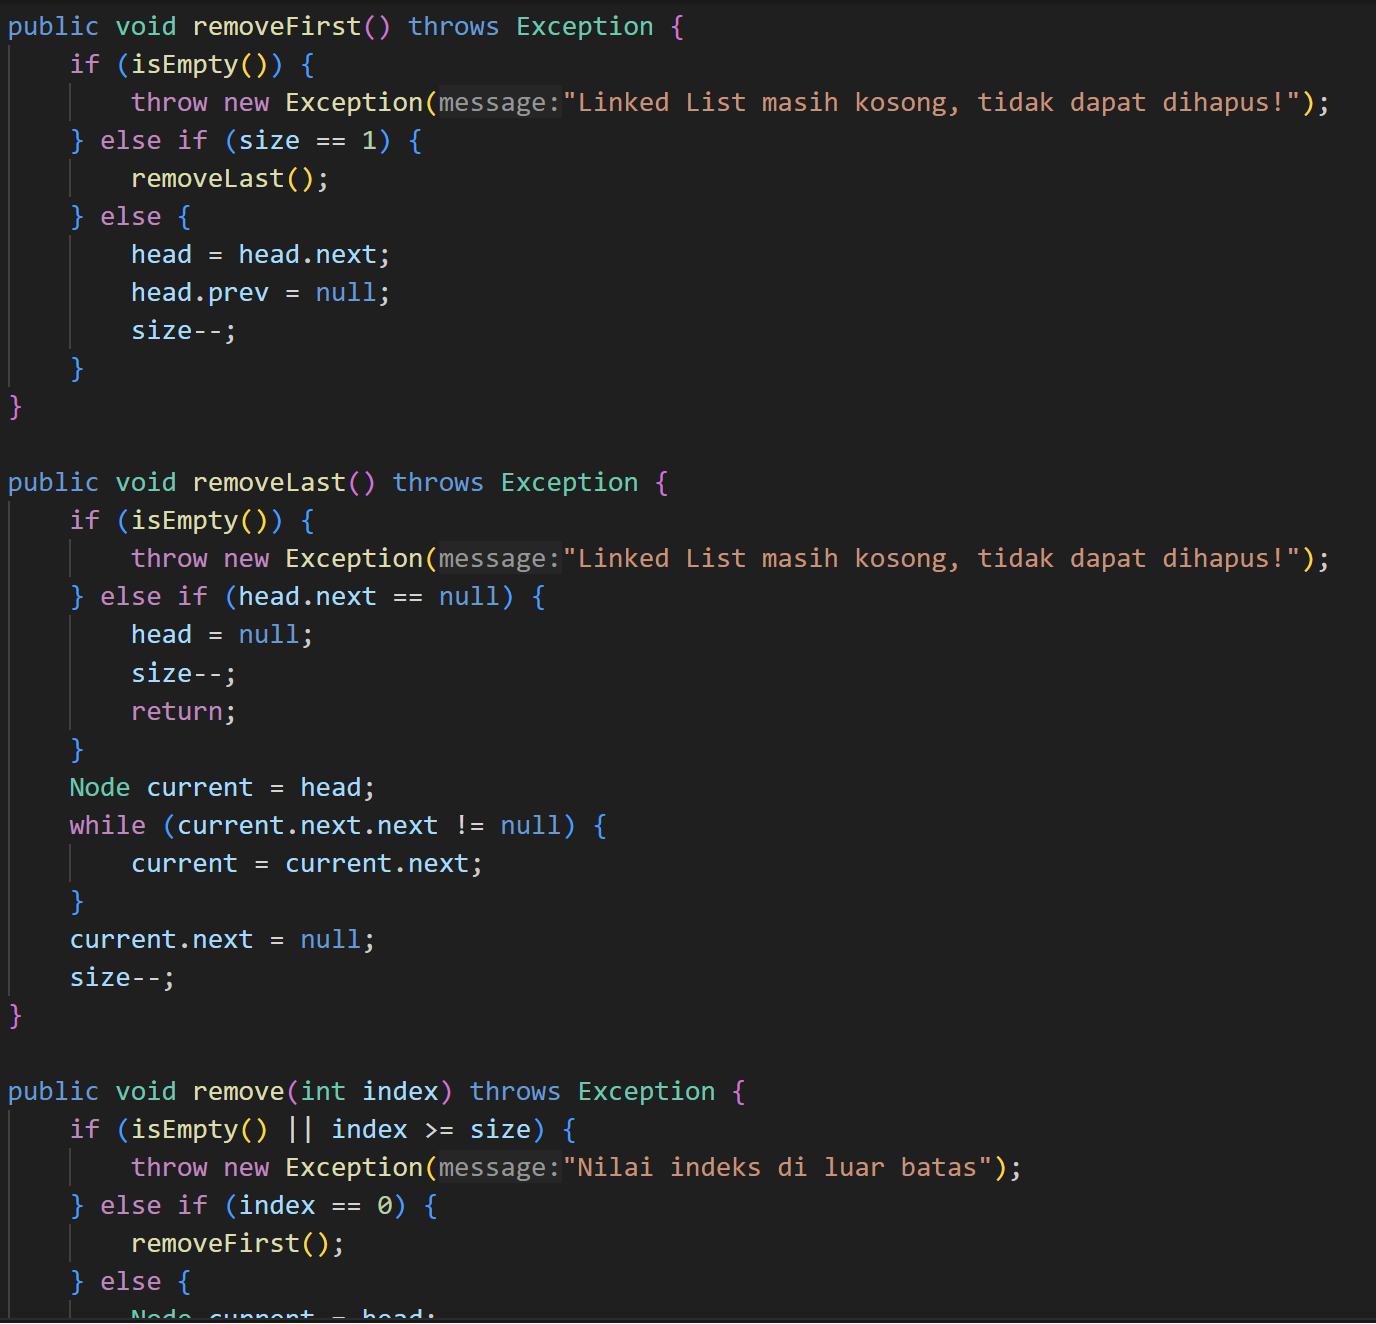 public void removeFirst() throws Exception {
    if (isEmpty()) {
        throw new Exception(message:"Linked List masih kosong, tidak dapat dihapus!");
    } else if (size == 1) {
        removeLast();
    } else {
        head = head.next;
        head.prev = null;
        size--;
    }
}

public void removeLast() throws Exception {
    if (isEmpty()) {
        throw new Exception(message:"Linked List masih kosong, tidak dapat dihapus!");
    } else if (head.next == null) {
        head = null;
        size--;
        return;
    }
    Node current = head;
    while (current.next.next != null) {
        current = current.next;
    }
    current.next = null;
    size--;
}

public void remove(int index) throws Exception {
    if (isEmpty() || index >= size) {
        throw new Exception(message:"Nilai indeks di luar batas");
    } else if (index == 0) {
        removeFirst();
    } else {
        Node current = head;